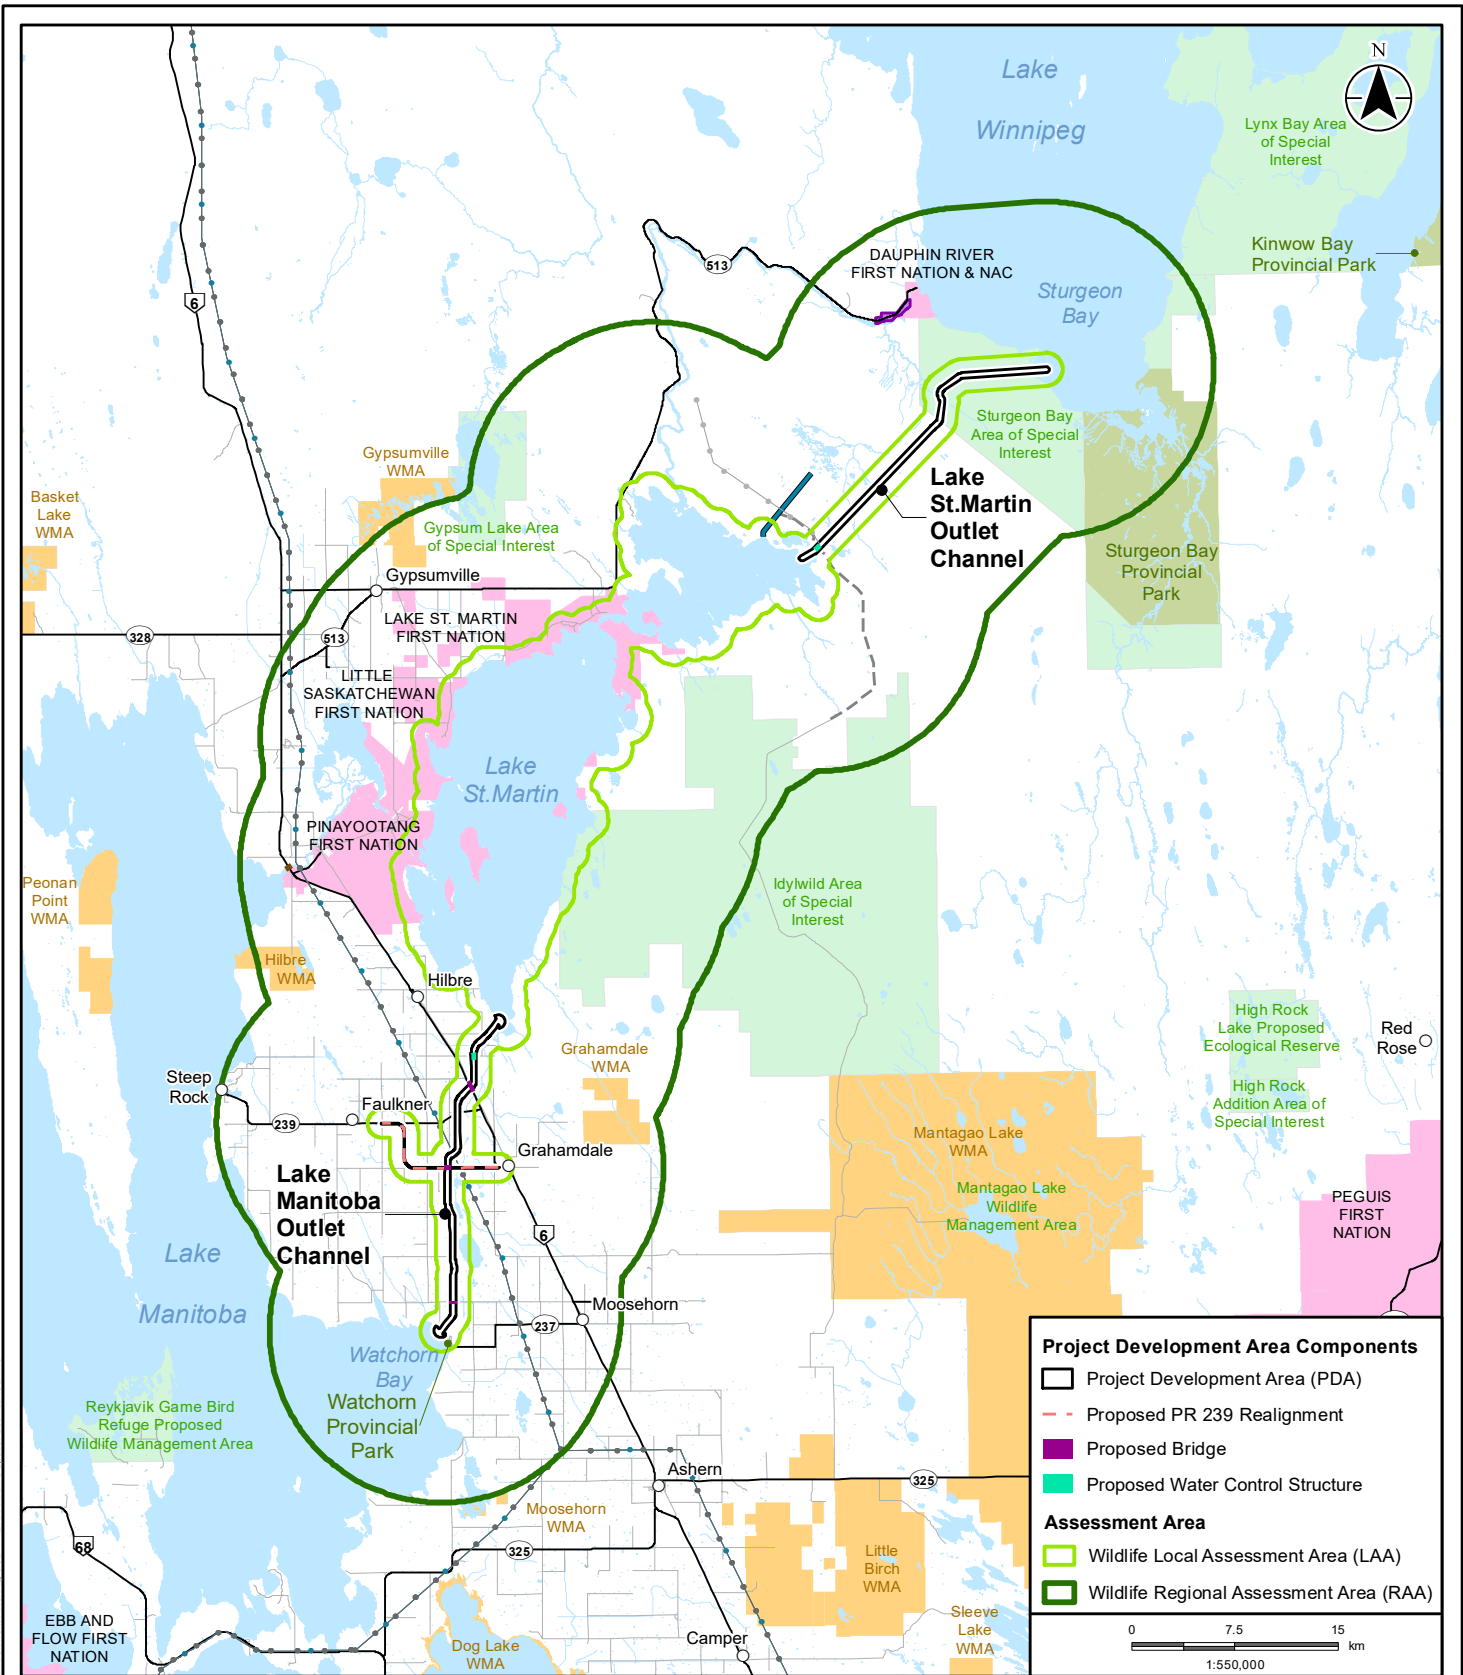 Lake
Winnipeg
N
Lynx Bay Area
of Special
Interest
Kinwow Bay
Provincial Park
DAUPHIN RIVER
FIRST NATION & NAC
513
Sturgeon
Bay
6
Sturgeon Bay
Area of Special
Interest
Gypsumville
WMA
Basket
Lake
WMA
Gypsum Lake Area
of Special Interest
Lake
St.Martin
Outlet
Channel
Sturgeon Bay
Provincial
Park
Gypsumville
LAKE ST. MARTIN
FIRST NATION
328
513
LITTLE
SASKATCHEWAN
FIRST NATION
Lake
St.Martin
PINAYOOTANG
FIRST NATION
Peonan
Point
WMA
Idylwild Area
of Special
Interest
Hilbre
WMA
Hilbre
High Rock
Lake Proposed
Ecological Reserve
Red
Rose
Grahamdale
WMA
Steep
Rock
Faulkner
High Rock
Addition Area of
Special Interest
239
Grahamdale
Mantagao Lake
WMA
Mantagao Lake
Wildlife
Management Area
Lake
Manitoba
Outlet
Channel
PEGUIS
FIRST
NATION
6
Lake
Manitoba
Moosehorn
237
Watchorn
Bay
Watchorn
Provincial
Park
Reykjavik Game Bird
Refuge Proposed
Wildlife Management Area
Ashern
325
Moosehorn
WMA
68
325
Little
Birch
WMA
EBB AND
FLOW FIRST
NATION
Dog Lake
WMA
Camper
Sleeve
Lake
WMA
Project Development Area Components
Project Development Area (PDA)
Proposed PR 239 Realignment
Proposed Bridge
Proposed Water Control Structure
Assessment Area
Wildlife Local Assessment Area (LAA)
Wildlife Regional Assessment Area (RAA)
0 7.5 15
km
1:550,000